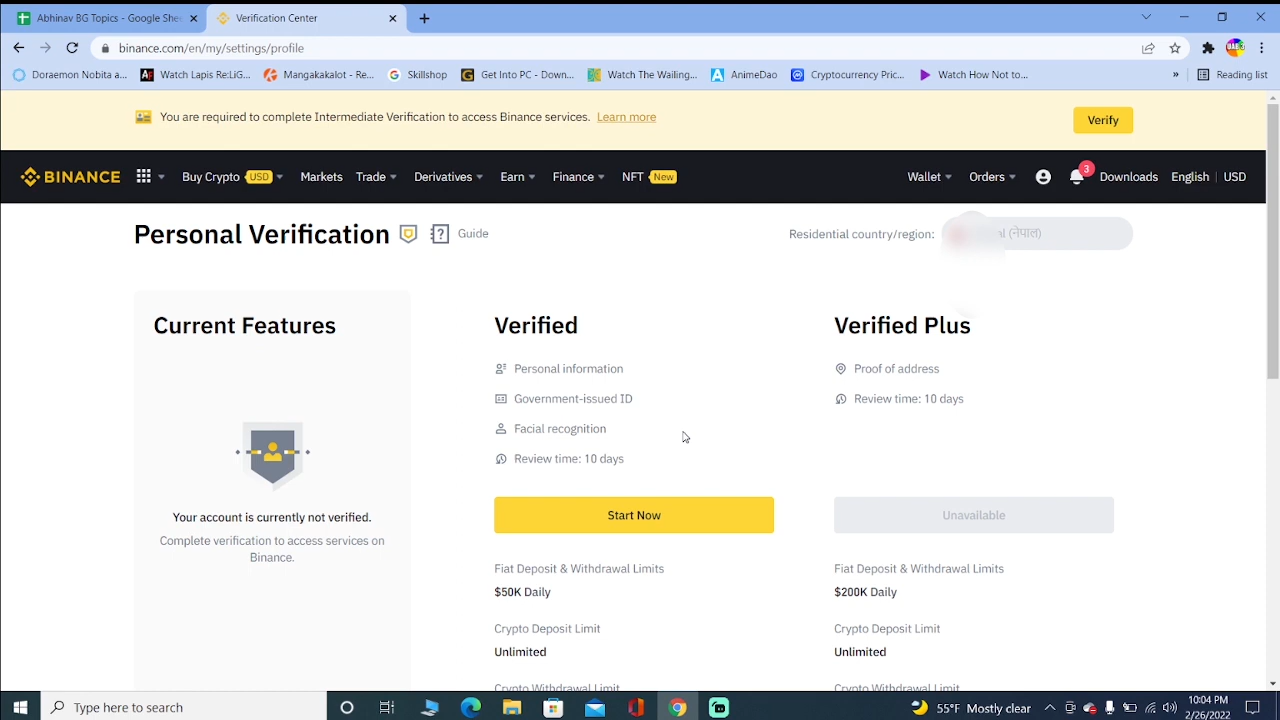 Abhinav BG Topics - Google She
Verification Center
binance.com/en/my/settings/profile
Doraemon Nobita a... Watch Lapis Re:LiG... Mangakakalot - Re... Skillshop Get Into PC - Down... Watch The Wailing... AnimeDao Cryptocurrency Pric... Watch How Not to... » Reading list
You are required to complete Intermediate Verification to access Binance services. Learn more
Verify
BINANCE Buy Crypto USD Markets Trade Derivatives Earn Finance NFT New Wallet Orders 3 Downloads English USD
Personal Verification Guide Residential country/region: (नेपाल)
Current Features
Your account is currently not verified.
Complete verification to access services on
Binance.
Verified
Personal information
Government-issued ID
Facial recognition
Review time: 10 days
Start Now
Fiat Deposit & Withdrawal Limits
$50K Daily
Crypto Deposit Limit
Unlimited
Crypto Withdrawal Limit
Verified Plus
Proof of address
Review time: 10 days
Unavailable
Fiat Deposit & Withdrawal Limits
$200K Daily
Crypto Deposit Limit
Unlimited
Crypto Withdrawal Limit
Type here to search
55°F Mostly clear
10:04 PM
2/26/2022